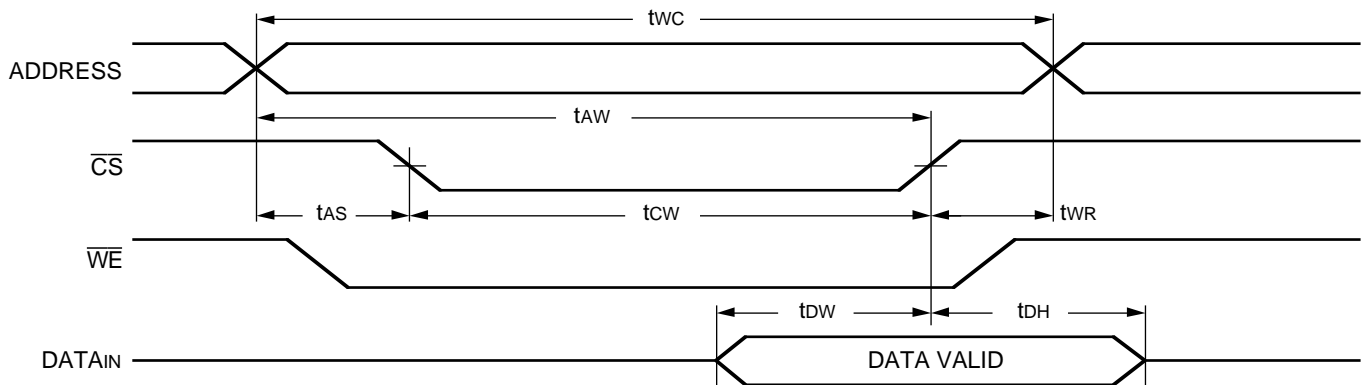 tWC
ADDRESS
tAW
CS
tAS
tCW
tWR
WE
tDW
tDH
DATAIN
DATA VALID